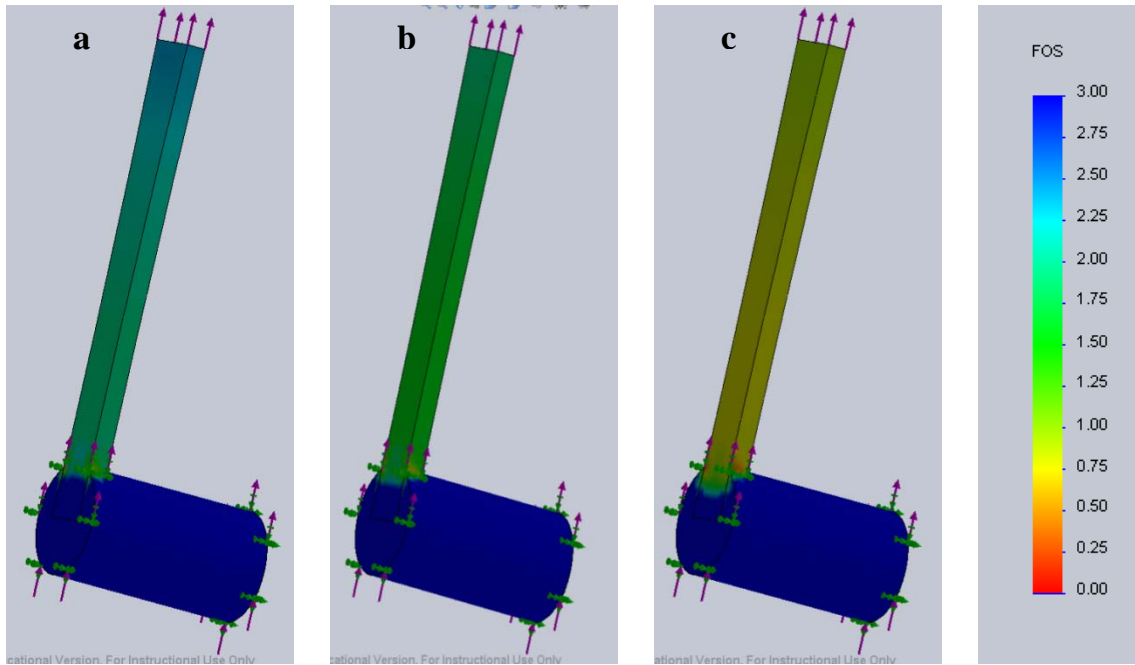 a
b
c
FOS
3.00
2.75
2.50
2.25
2.00
1.75
1.50
1.25
1.00
0.75
0.50
0.25
0.00
cational Version. For Instructional Use Only
cational Version. For Instructional Use Only
ational Version. For Instructional Use Only